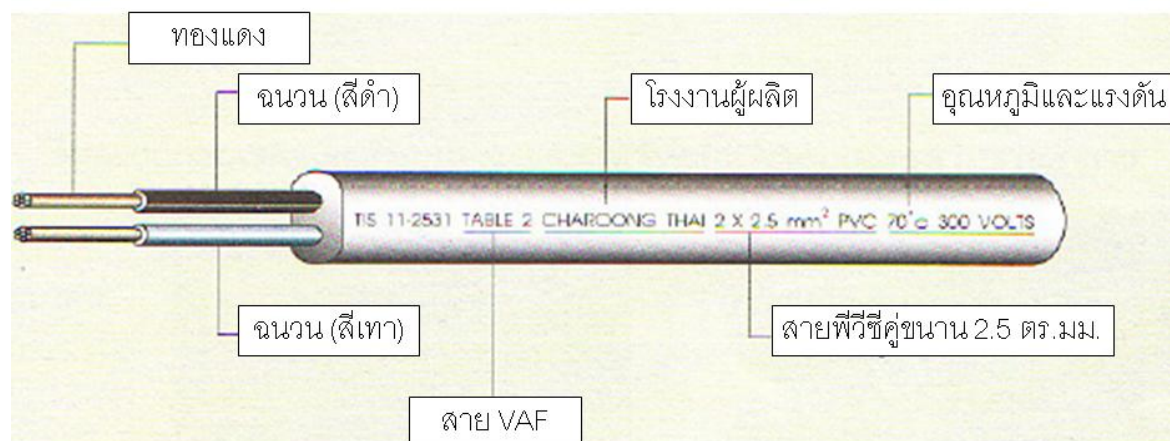 ทองแดง
ฉนวน (สีดำ)
โรงงานผู้ผลิต
อุณหภูมิและแรงดัน
TIS 11-2531 TABLE 2 CHAROONG THAI 2 X 2.5 mm² PVC 70°C 300 VOLTS
ฉนวน (สีเทา)
สายพีวีซีคู่ขนาน 2.5 ตร.มม.
สาย VAF